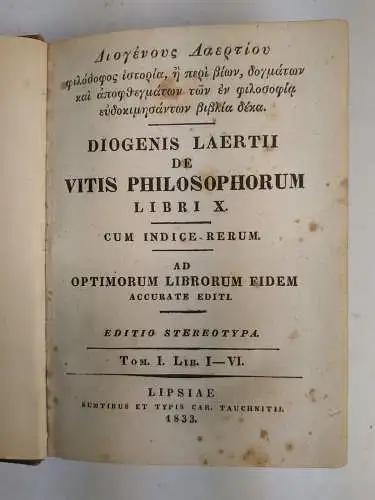 Διογένους Λαερτίου
φιλόσοφος ἱστορία, ἢ περὶ βίων, δογμάτων
καὶ ἀποφθεγμάτων τῶν ἐν φιλοσοφίᾳ
εὐδοκιμησάντων βιβλία δέκα.
DIOGENIS LAERTII
DE
VITIS PHILOSOPHORUM
LIBRI X.
CUM INDICE RERUM.
AD
OPTIMORUM LIBRORUM FIDEM
ACCURATE EDITI.
EDITIO STEREOTYPA.
TOM. I. LIB. I—VI.
LIPSIAE
SUMTIBUS ET TYPIS CAR. TAUCHNITII.
1833.